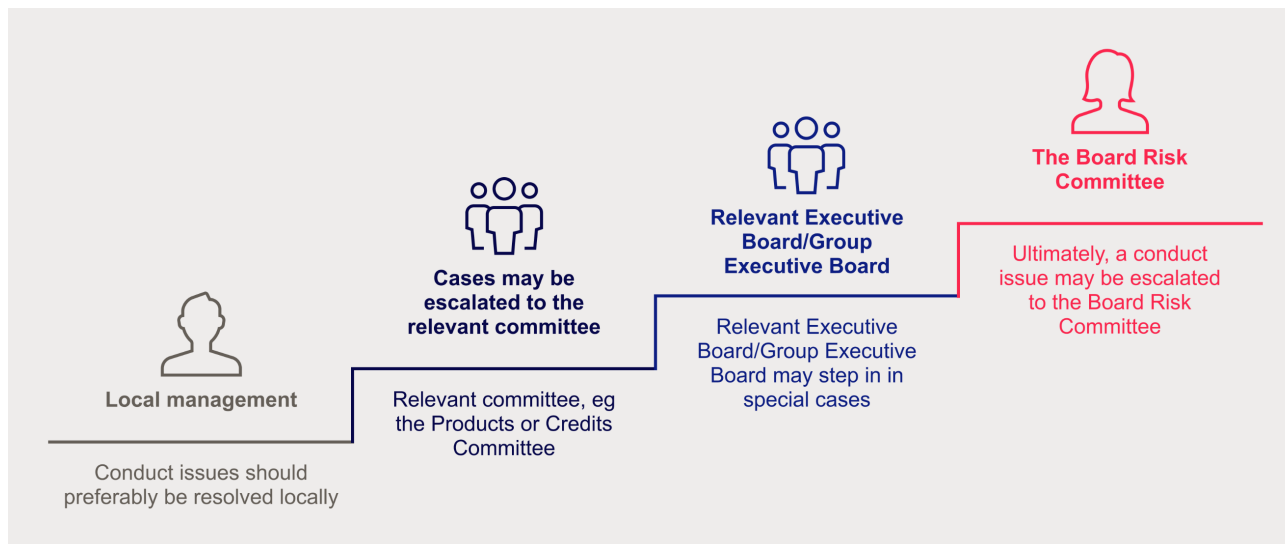 Local management
Conduct issues should
preferably be resolved locally
Cases may be
escalated to the
relevant committee
Relevant committee, eg
the Products or Credits
Committee
Relevant Executive
Board/Group
Executive Board
Relevant Executive
Board/Group Executive
Board may step in in
special cases
The Board Risk
Committee
Ultimately, a conduct
issue may be escalated
to the Board Risk
Committee